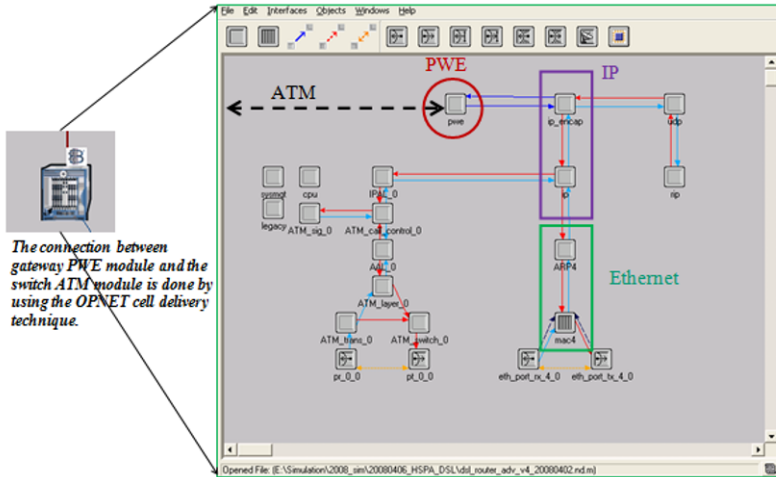 File Edit Interfaces Objects Windows Help
PWE
IP
ATM
pwe
ip_encap
udp
sysmgt
cpu
IPAL_0
ip
rip
legacy
ATM_sig_0
ATM_call_control_0
The connection between
gateway PWE module and the
switch ATM module is done by
using the OPNET cell delivery
technique.
AAL_0
ARP4
Ethernet
ATM_layer_0
ATM_trans_0
ATM_switch_0
mac4
pr_0_0
pt_0_0
eth_port_rx_4_0
eth_port_tx_4_0
Opened File: (E:\Simulation\2008_sim\20080406_HSPA_DSL\dsl_router_adv_v4_20080402.nd.m)